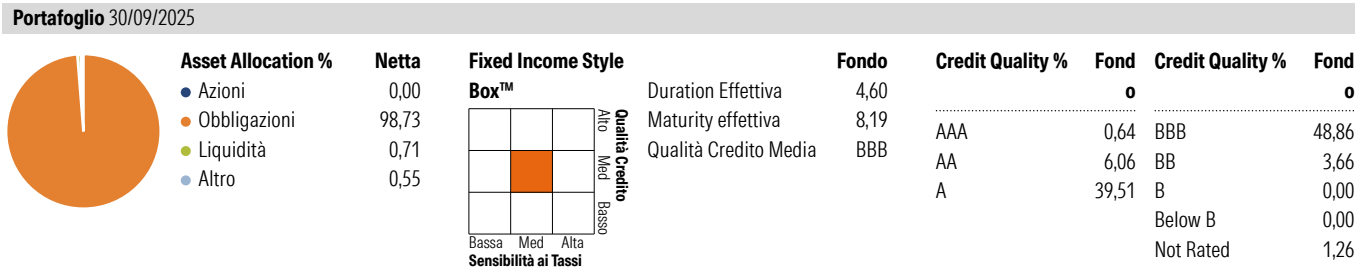 Portafoglio 30/09/2025
Asset Allocation % Netta
Azioni 0,00
Obbligazioni 98,73
Liquidità 0,71
Altro 0,55
Fixed Income Style Box™
Fondo
Duration Effettiva 4,60
Maturity effettiva 8,19
Qualità Credito Media BBB
Alto
Med
Basso
Qualità Credito
Bassa Med Alta
Sensibilità ai Tassi
Credit Quality % Fondo
AAA 0,64
AA 6,06
A 39,51
Credit Quality % Fondo
BBB 48,86
BB 3,66
B 0,00
Below B 0,00
Not Rated 1,26